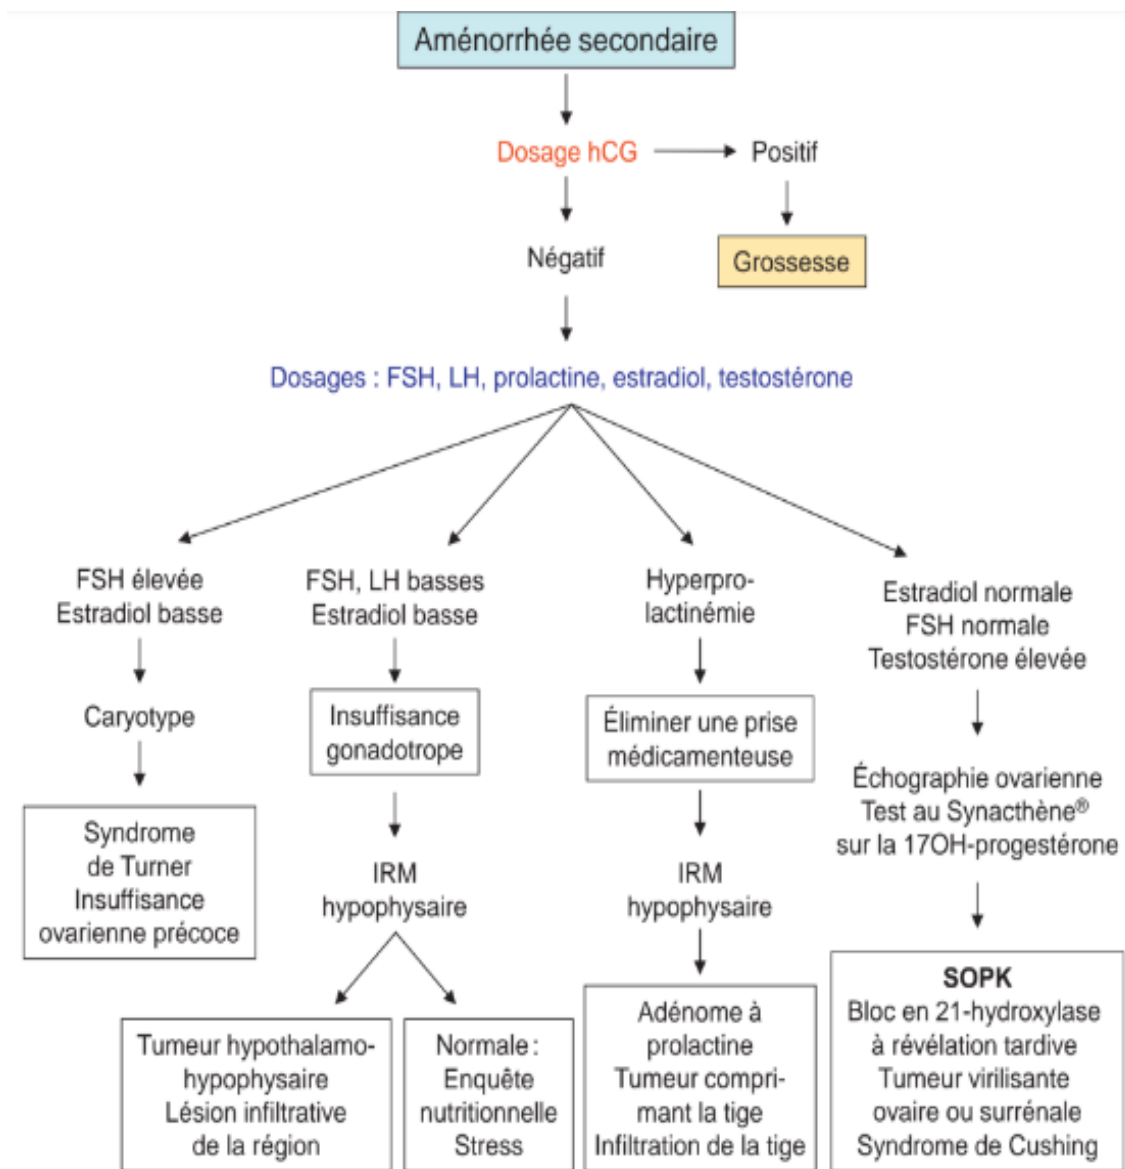 Aménorrhée secondaire
Dosage hCG
Positif
Négatif
Grossesse
Dosages : FSH, LH, prolactine, estradiol, testostérone
FSH élevée
Estradiol basse
Caryotype
Syndrome
de Turner
Insuffisance
ovarienne précoce
FSH, LH basses
Estradiol basse
Insuffisance
gonadotrope
IRM
hypophysaire
Tumeur hypothalamo-
hypophysaire
Lésion infiltrative
de la région
Normale :
Enquête
nutritionnelle
Stress
Hyperpro-
lactinémie
Éliminer une prise
médicamenteuse
IRM
hypophysaire
Adénome à
prolactine
Tumeur compri-
mant la tige
Infiltration de la tige
Estradiol normale
FSH normale
Testostérone élevée
Échographie ovarienne
Test au Synacthène®
sur la 17OH-progestérone
SOPK
Bloc en 21-hydroxylase
à révélation tardive
Tumeur virilisante
ovaire ou surrénale
Syndrome de Cushing